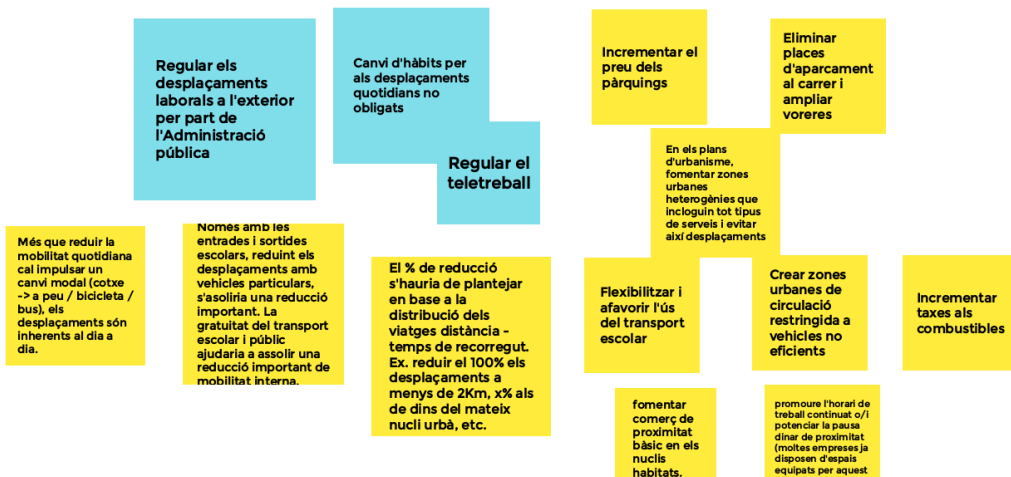 Regular els
desplaçaments
laborals a l'exterior
per part de
l'Administració
pública
Canvi d'hàbits per
als desplaçaments
quotidians no
obligats
Regular el
teletreball
Incrementar el
preu dels
pàrquings
Eliminar
places
d'aparcament
al carrer i
ampliar
voreres
En els plans
d'urbanisme,
fomentar zones
urbanes
heterogènies que
incloguin tot tipus
de serveis i evitar
així desplaçaments
Més que reduir la
mobilitat quotidiana
cal impulsar un
canvi modal (cotxe
-> a peu / bicicleta /
bus), els
desplaçaments són
inherents al dia a
dia.
Només amb les
entrades i sortides
escolars, reduint els
desplaçaments amb
vehicles particulars,
s'asoliria una reducció
important. La
gratuitat del transport
escolar i públic
ajudaria a assolir una
reducció important de
mobilitat interna.
El % de reducció
s'hauria de plantejar
en base a la
distribució dels
viatges distància -
temps de recorregut.
Ex. reduir el 100% els
desplaçaments a
menys de 2Km, x% als
de dins del mateix
nucli urbà, etc.
Flexibilitzar i
afavorir l'ús
del transport
escolar
Crear zones
urbanes de
circulació
restringida a
vehicles no
eficients
Incrementar
taxes als
combustibles
fomentar
comerç de
proximitat
bàsic en els
nuclis
habitats.
promoure l'horari de
treball continuat o/i
potenciar la pausa
dinar de proximitat
(moltes empreses ja
disposen d'espais
equipats per aquest